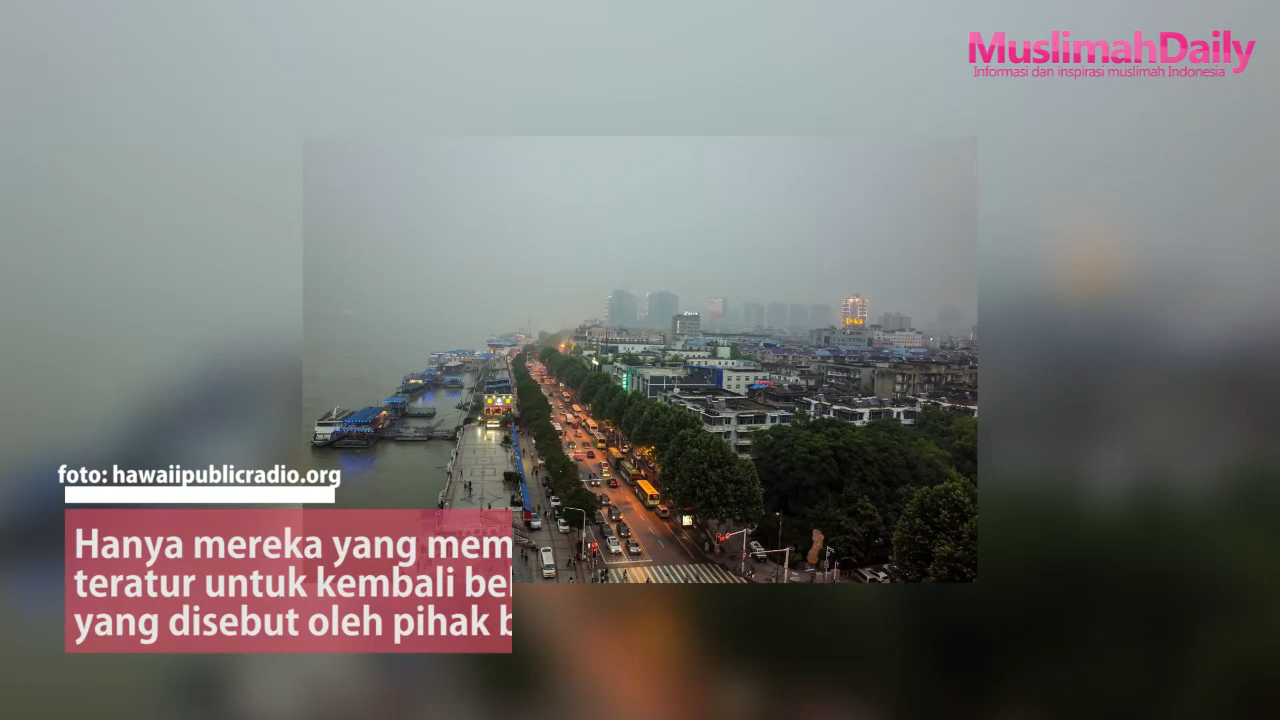 MuslimahDaily
Informasi dan inspirasi muslimah Indonesia
foto: hawaiipublicradio.org
Hanya mereka yang mem
teratur untuk kembali be
yang disebut oleh pihak